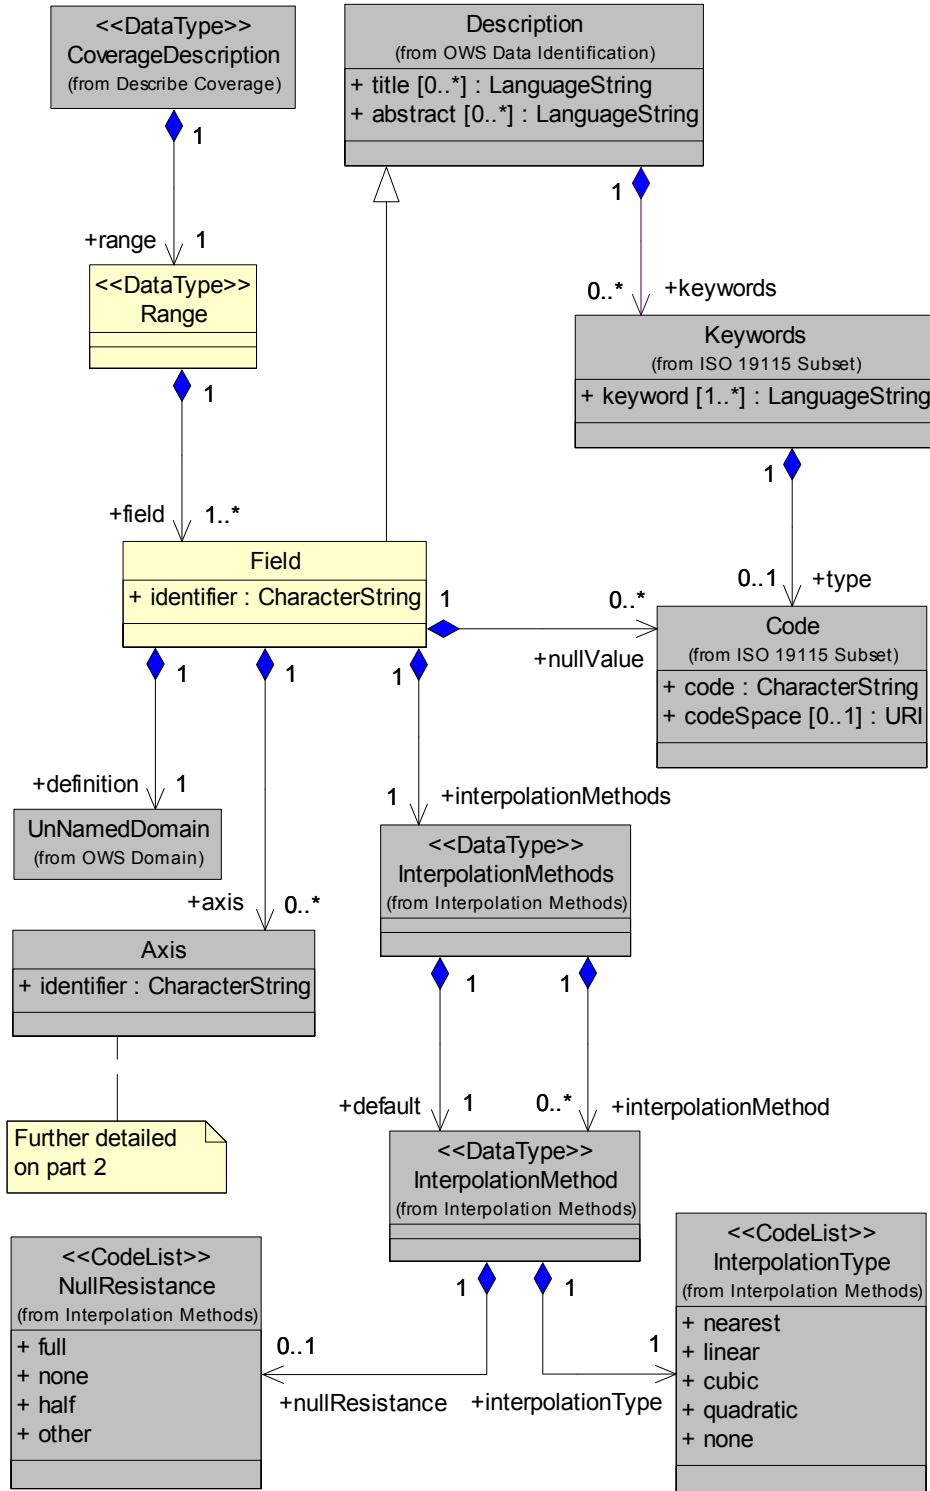 <<DataType>>
CoverageDescription
(from Describe Coverage)
Description
(from OWS Data Identification)
+ title [0..*] : LanguageString
+ abstract [0..*] : LanguageString
1
1
+range
1
0..*
+keywords
<<DataType>>
Range
Keywords
(from ISO 19115 Subset)
+ keyword [1..*] : LanguageString
1
1
+field
1..*
0..1
+type
Field
+ identifier : CharacterString
1
0..*
+nullValue
Code
(from ISO 19115 Subset)
+ code : CharacterString
+ codeSpace [0..1] : URI
1
1
1
+definition
1
1
+interpolationMethods
UnNamedDomain
(from OWS Domain)
<<DataType>>
InterpolationMethods
(from Interpolation Methods)
+axis
0..*
Axis
+ identifier : CharacterString
1
1
+default
1
0..*
+interpolationMethod
Further detailed
on part 2
<<DataType>>
InterpolationMethod
(from Interpolation Methods)
<<CodeList>>
NullResistance
(from Interpolation Methods)
+ full
+ none
+ half
+ other
1
1
0..1
+nullResistance
1
+interpolationType
<<CodeList>>
InterpolationType
(from Interpolation Methods)
+ nearest
+ linear
+ cubic
+ quadratic
+ none